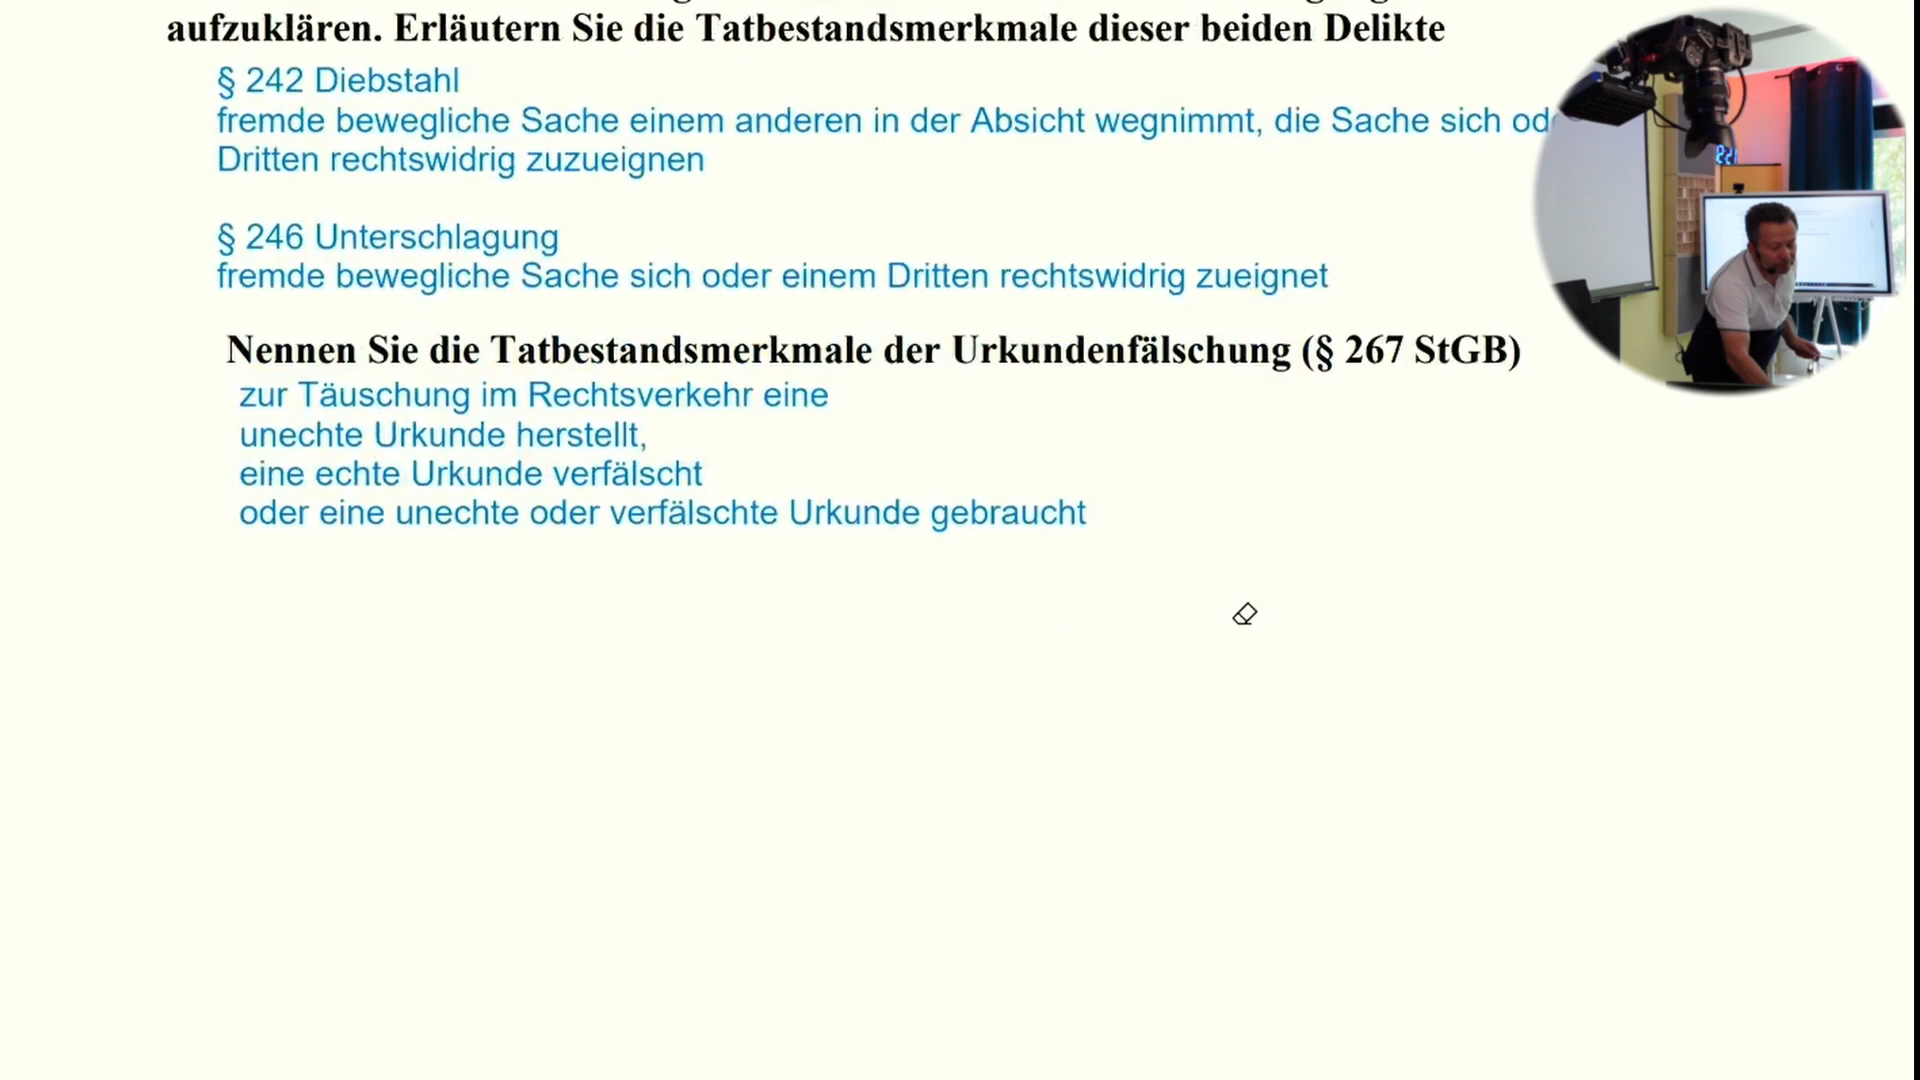 aufzuklären. Erläutern Sie die Tatbestandsmerkmale dieser beiden Delikte
§ 242 Diebstahl
fremde bewegliche Sache einem anderen in der Absicht wegnimmt, die Sache sich
Dritten rechtswidrig zuzueignen
§ 246 Unterschlagung
fremde bewegliche Sache sich oder einem Dritten rechtswidrig zueignet
Nennen Sie die Tatbestandsmerkmale der Urkundenfälschung (§ 267 StGB)
zur Täuschung im Rechtsverkehr eine
unechte Urkunde herstellt,
eine echte Urkunde verfälscht
oder eine unechte oder verfälschte Urkunde gebraucht